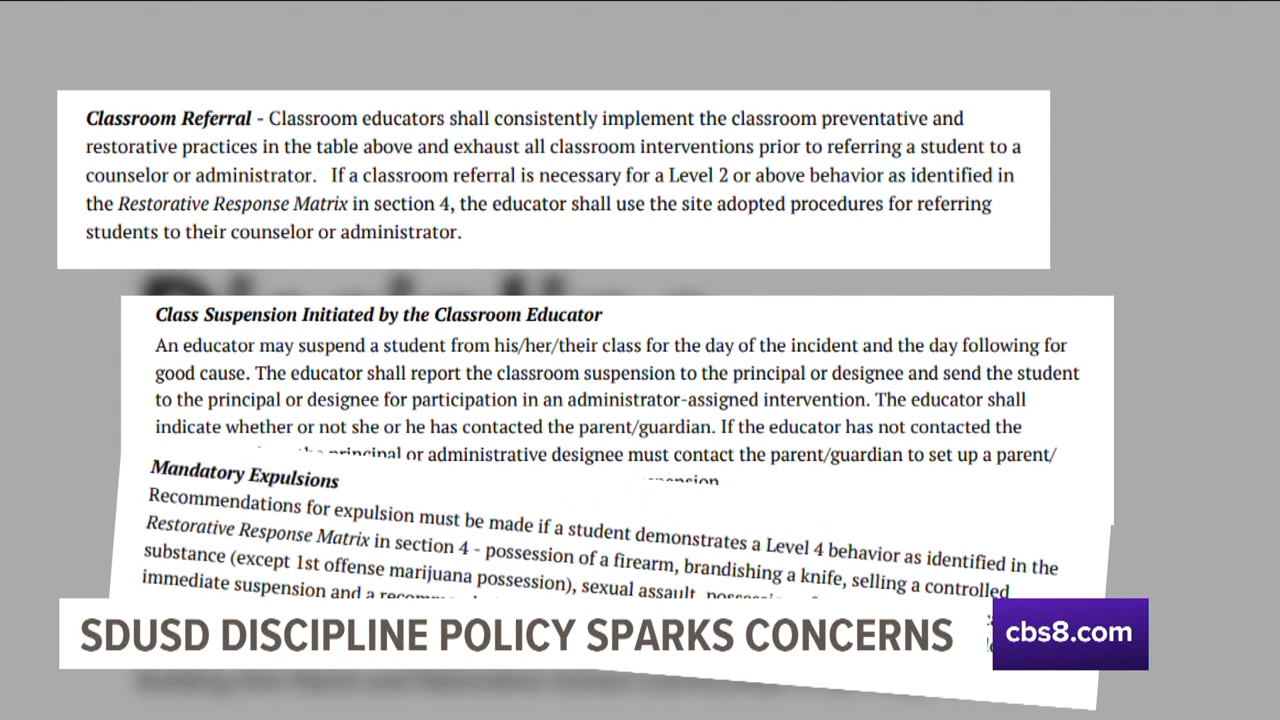 Classroom Referral - Classroom educators shall consistently implement the classroom preventative and
restorative practices in the table above and exhaust all classroom interventions prior to referring a student to a
counselor or administrator. If a classroom referral is necessary for a Level 2 or above behavior as identified in
the Restorative Response Matrix in section 4, the educator shall use the site adopted procedures for referring
students to their counselor or administrator.
Class Suspension Initiated by the Classroom Educator
An educator may suspend a student from his/her/their class for the day of the incident and the day following for
good cause. The educator shall report the classroom suspension to the principal or designee and send the student
to the principal or designee for participation in an administrator-assigned intervention. The educator shall
indicate whether or not she or he has contacted the parent/guardian. If the educator has not contacted the
principal or administrative designee must contact the parent/guardian to set up a parent/
Mandatory Expulsions
Recommendations for expulsion must be made if a student demonstrates a Level 4 behavior as identified in the
Restorative Response Matrix in section 4 - possession of a firearm, brandishing a knife, selling a controlled
substance (except 1st offense marijuana possession), sexual assault
immediate suspension and a
SDUSD DISCIPLINE POLICY SPARKS CONCERNS
cbs8.com